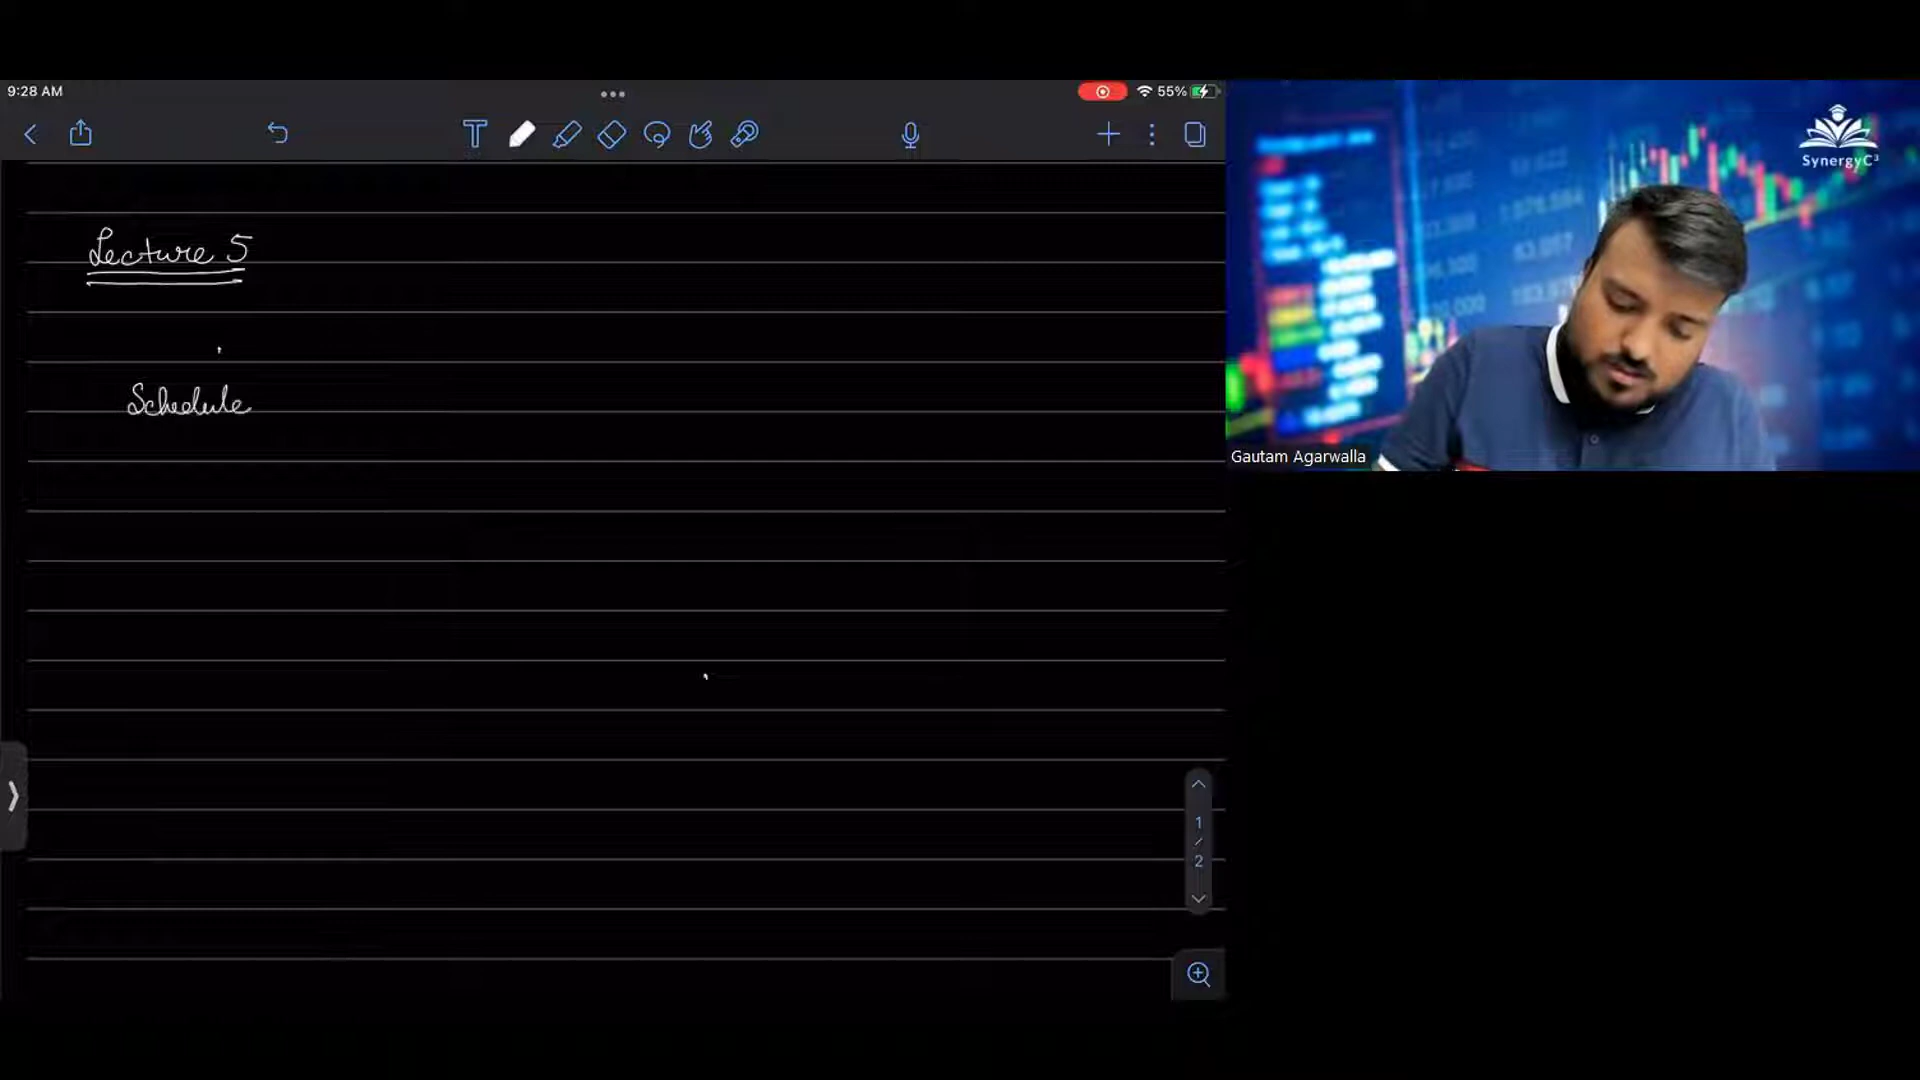 9:28 AM
55%
SynergyC³
Lecture 5
Schedule
Gautam Agarwalla
1
/
2